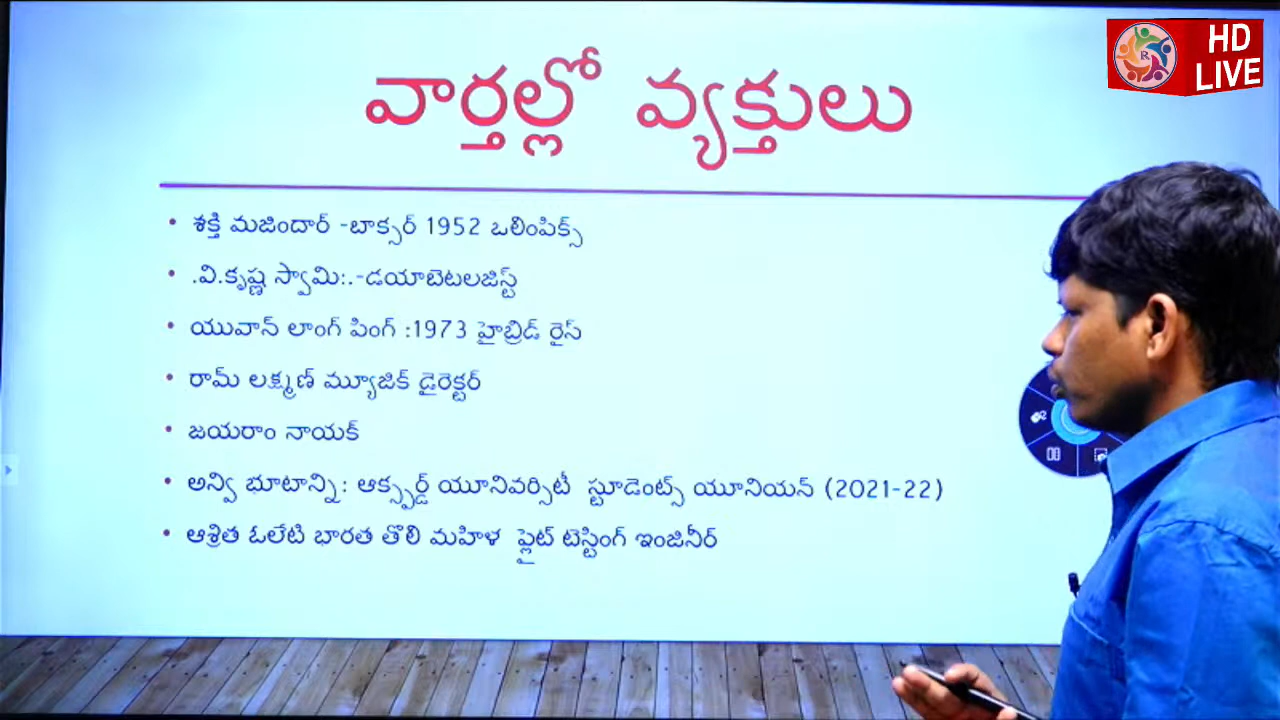 HD
LIVE
వార్తల్లో వ్యక్తులు
• శక్తి మజిందార్ -బాక్సర్ 1952 ఒలింపిక్స్
• .వి.కృష్ణ స్వామి:.-డయాబెటలజిస్ట్
• యువాన్ లాంగ్ పింగ్ :1973 హైబ్రిడ్ రైస్
• రామ్ లక్ష్మణ్ మ్యూజిక్ డైరెక్టర్
• జయరాం నాయక్
• అన్వి భూటాన్ని: ఆక్స్ఫర్డ్ యూనివర్సిటీ స్టూడెంట్స్ యూనియన్ (2021-22)
• ఆశ్రిత ఓలేటి భారత తొలి మహిళ ఫ్లైట్ టెస్టింగ్ ఇంజినీర్